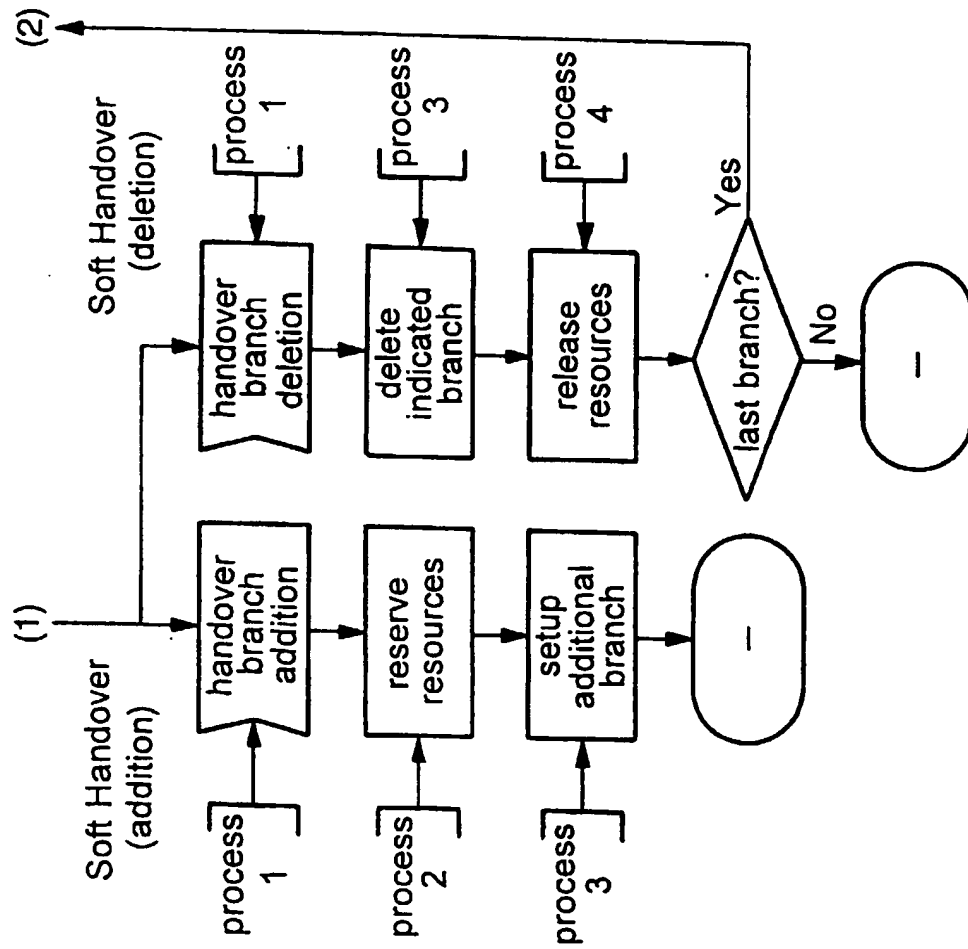 (1)
(2)
Soft Handover
(addition)
process
1
handover
branch
addition
process
2
reserve
resources
process
3
setup
additional
branch
–
Soft Handover
(deletion)
handover
branch
deletion
process
1
delete
indicated
branch
process
3
release
resources
process
4
last branch?
Yes
No
–